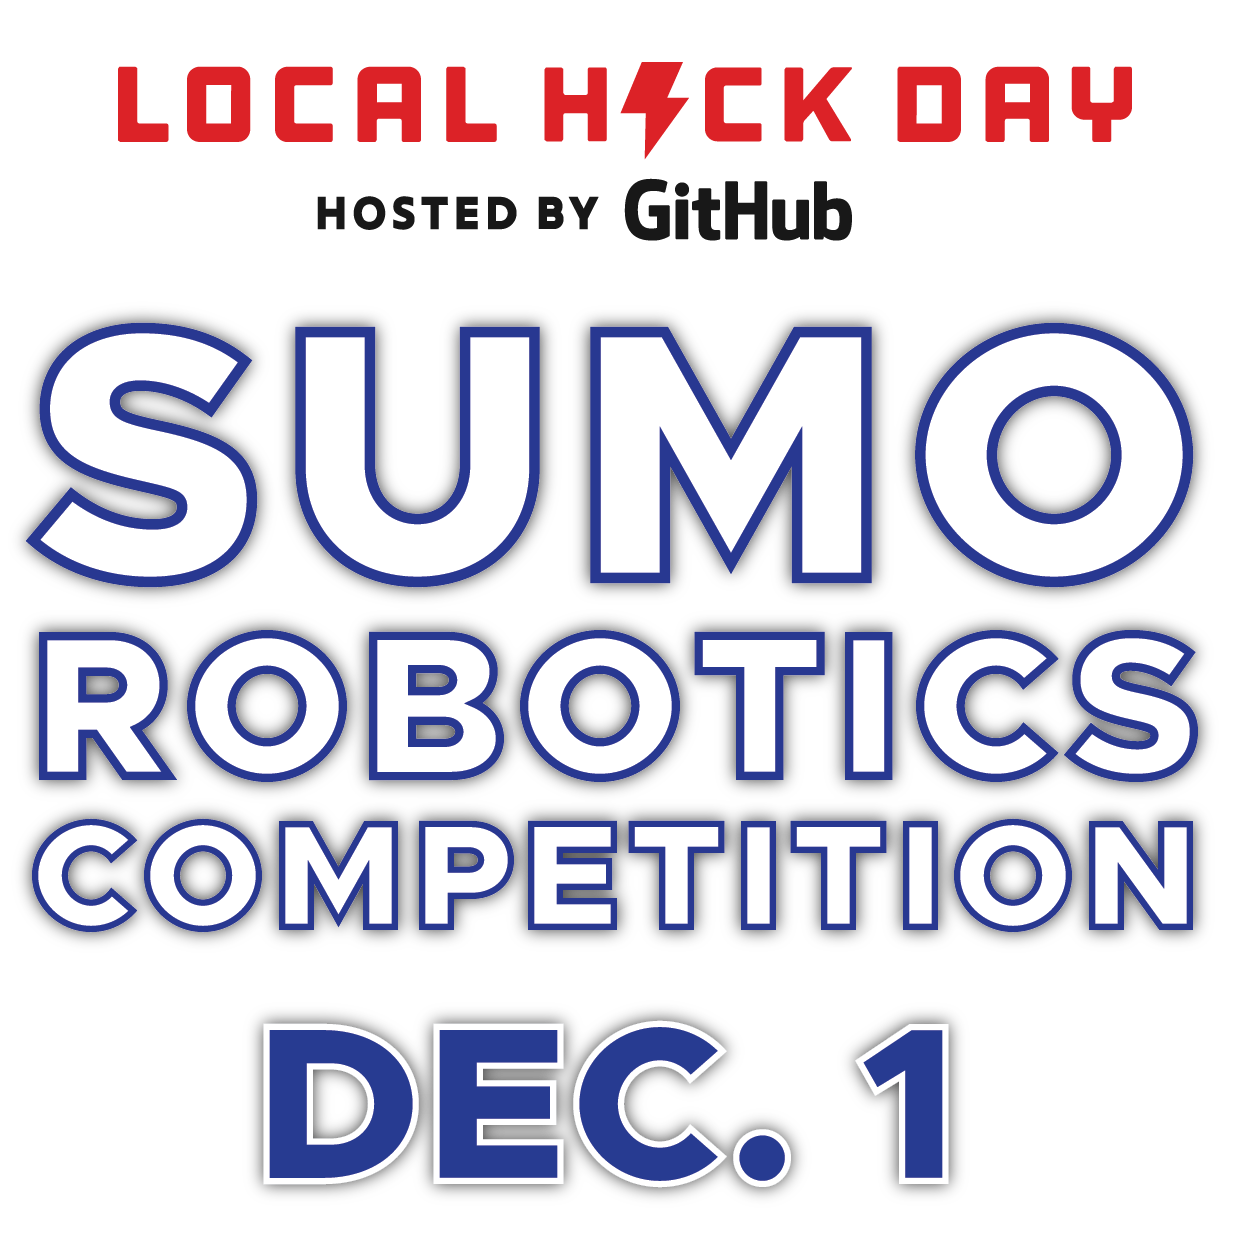 LOCAL HACK DAY
HOSTED BY GitHub
SUMO
ROBOTICS
COMPETITION
DEC. 1